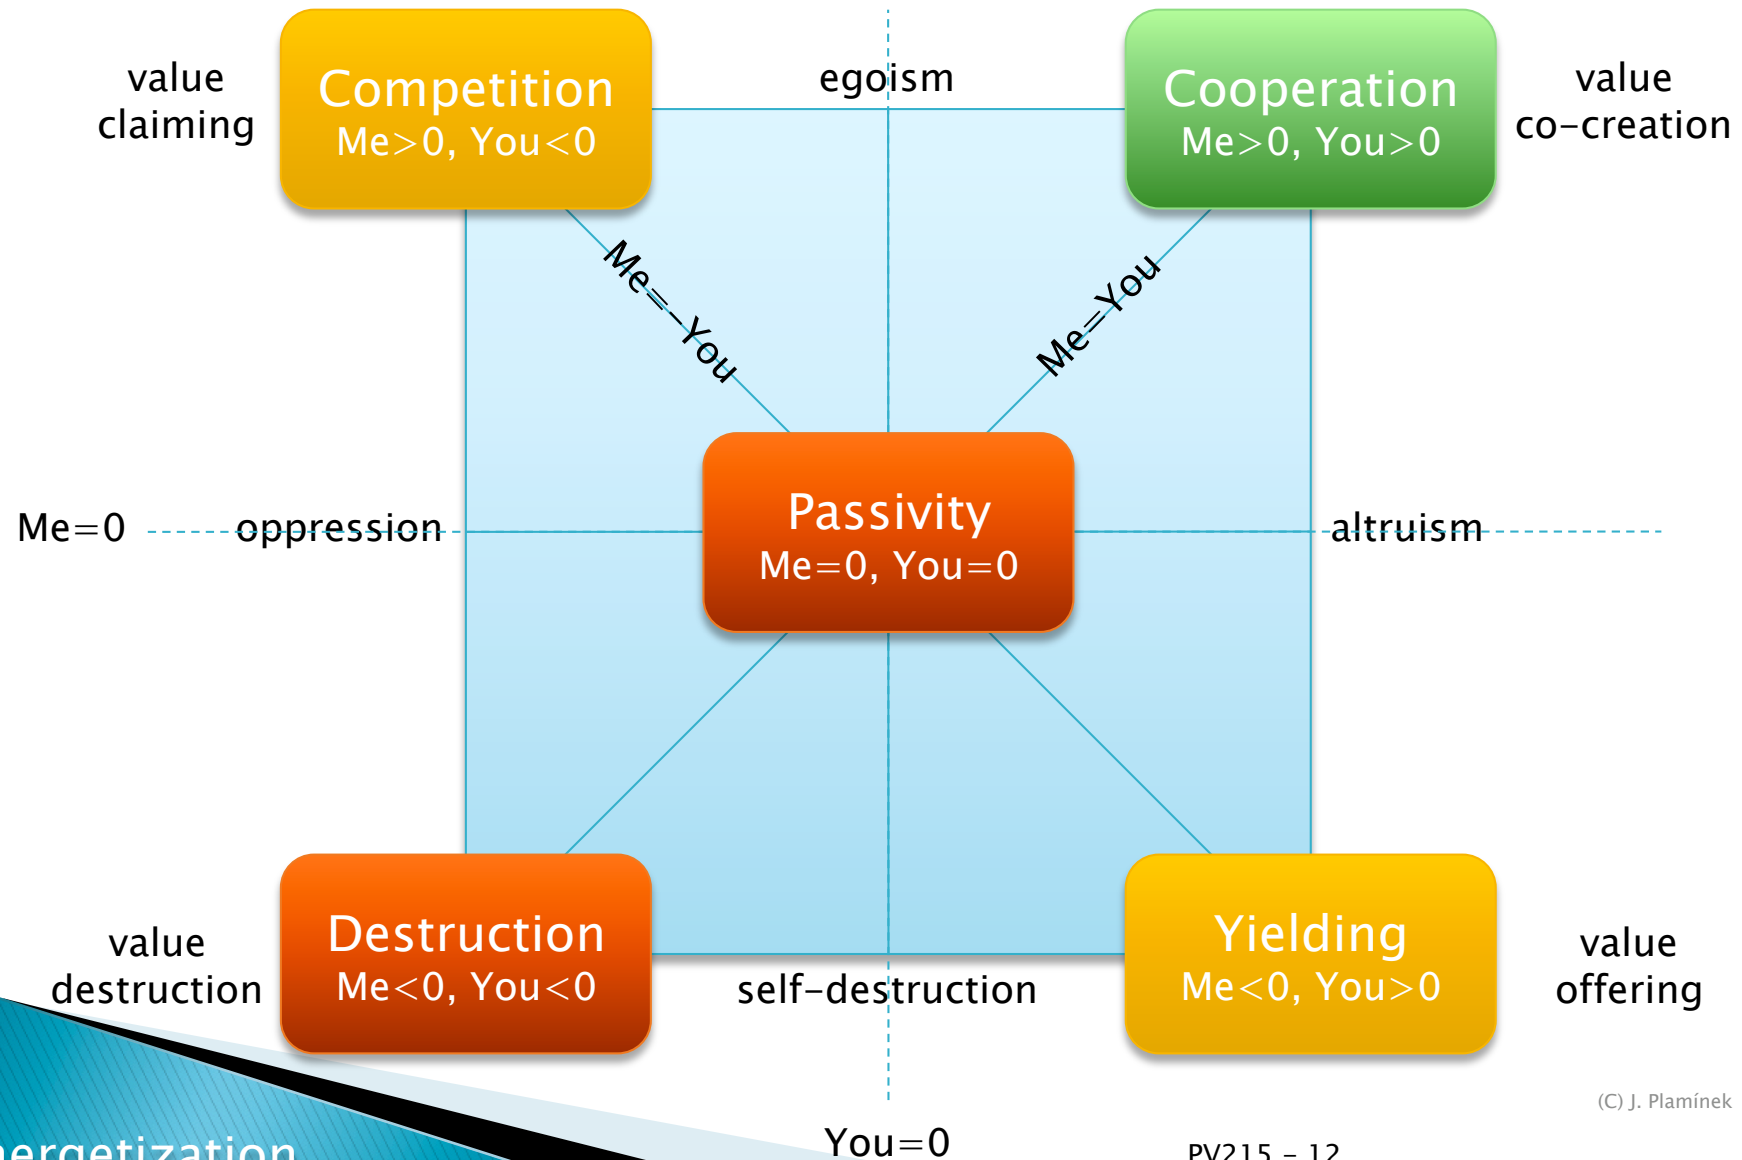 value
claiming
Competition
Me>0, You<0
egoism
Cooperation
Me>0, You>0
value
co-creation
Me=-You
Me=You
Me=0
oppression
Passivity
Me=0, You=0
altruism
value
destruction
Destruction
Me<0, You<0
self-destruction
Yielding
Me<0, You>0
value
offering
(C) J. Plamínek
You=0
PV215 - 12